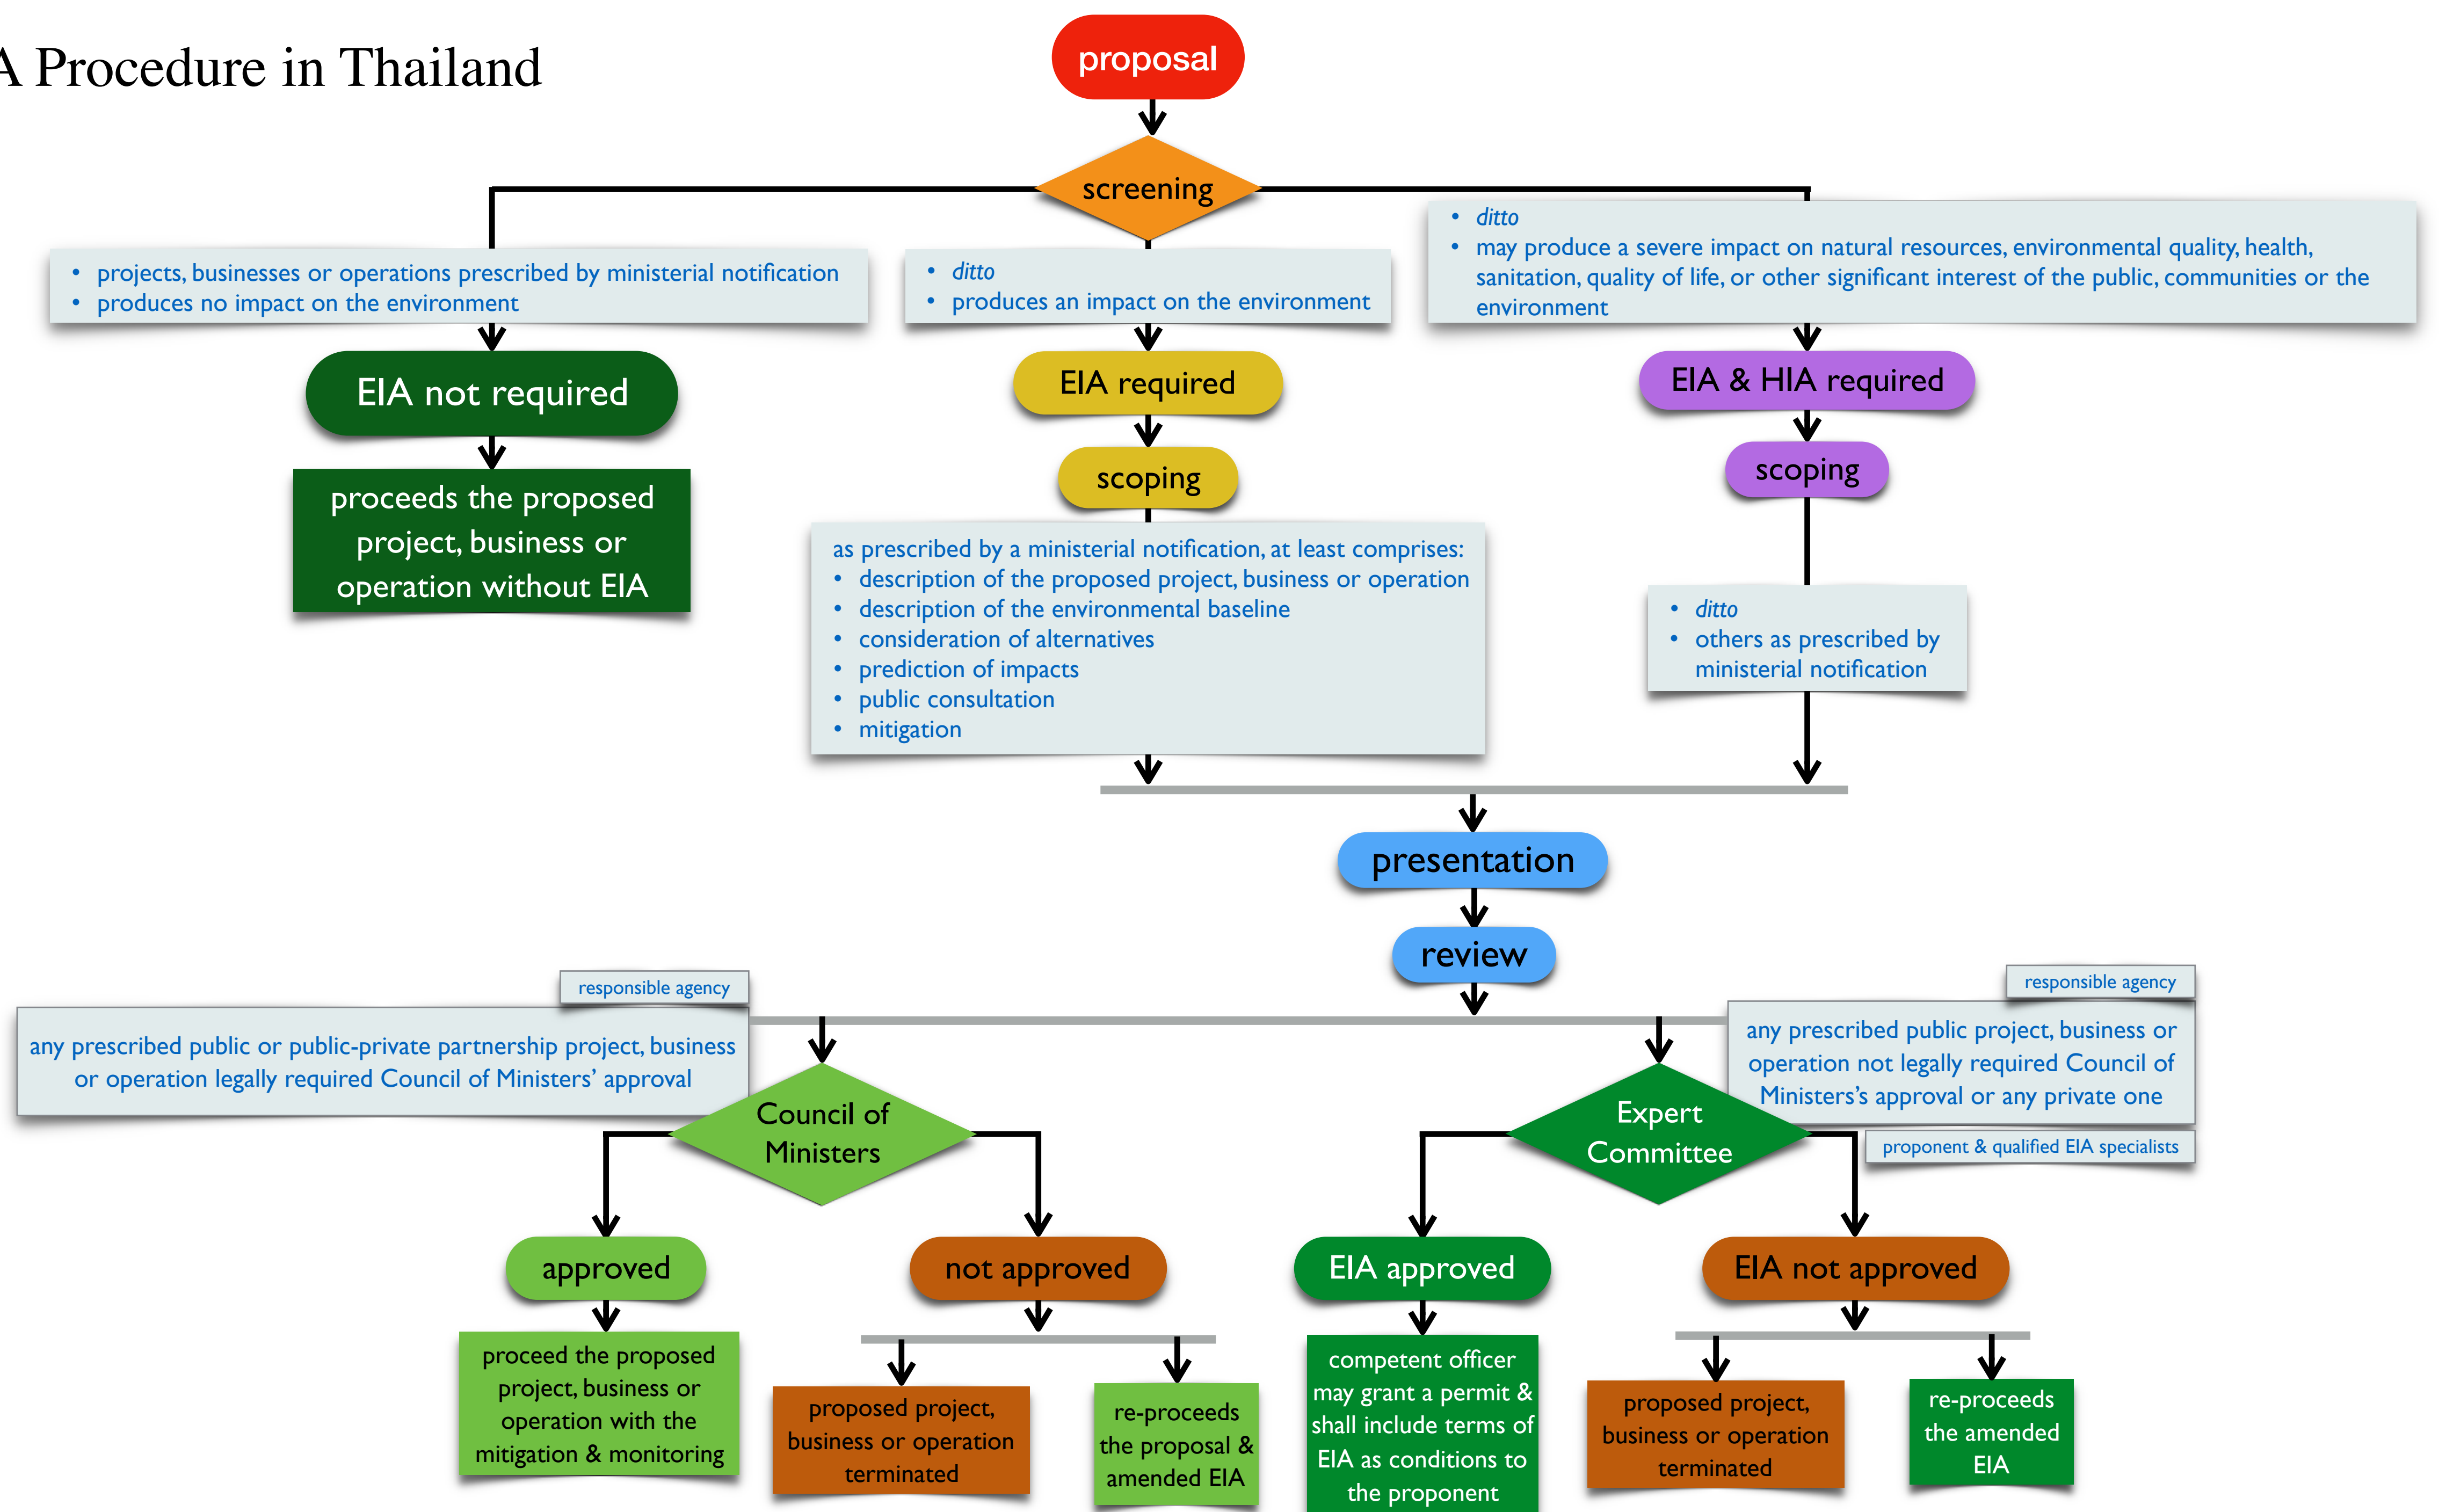 A Procedure in Thailand
proposal
screening
• projects, businesses or operations prescribed by ministerial notification
• produces no impact on the environment
• ditto
• produces an impact on the environment
• ditto
• may produce a severe impact on natural resources, environmental quality, health,
sanitation, quality of life, or other significant interest of the public, communities or the
environment
EIA not required
EIA required
EIA & HIA required
proceeds the proposed
project, business or
operation without EIA
scoping
scoping
as prescribed by a ministerial notification, at least comprises:
• description of the proposed project, business or operation
• description of the environmental baseline
• consideration of alternatives
• prediction of impacts
• public consultation
• mitigation
• ditto
• others as prescribed by
ministerial notification
presentation
review
responsible agency
any prescribed public or public-private partnership project, business
or operation legally required Council of Ministers’ approval
responsible agency
any prescribed public project, business or
operation not legally required Council of
Ministers’s approval or any private one
proponent & qualified EIA specialists
Council of
Ministers
Expert
Committee
approved
not approved
EIA approved
EIA not approved
proceed the proposed
project, business or
operation with the
mitigation & monitoring
proposed project,
business or operation
terminated
re-proceeds
the proposal &
amended EIA
competent officer
may grant a permit &
shall include terms of
EIA as conditions to
the proponent
proposed project,
business or operation
terminated
re-proceeds
the amended
EIA